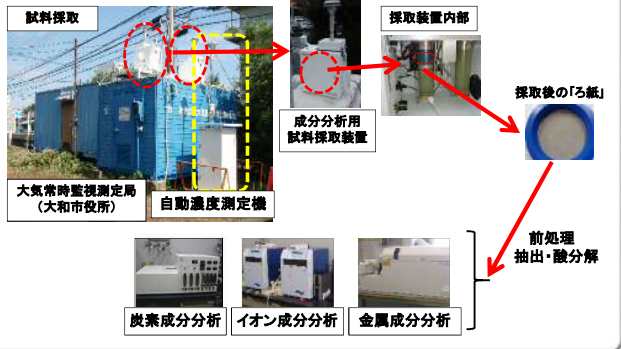 試料採取
採取装置内部
採取後の「ろ紙」
成分分析用
試料採取装置
大気常時監視測定局
（大和市役所）
自動濃度測定機
前処理
抽出・酸分解
炭素成分分析
イオン成分分析
金属成分分析